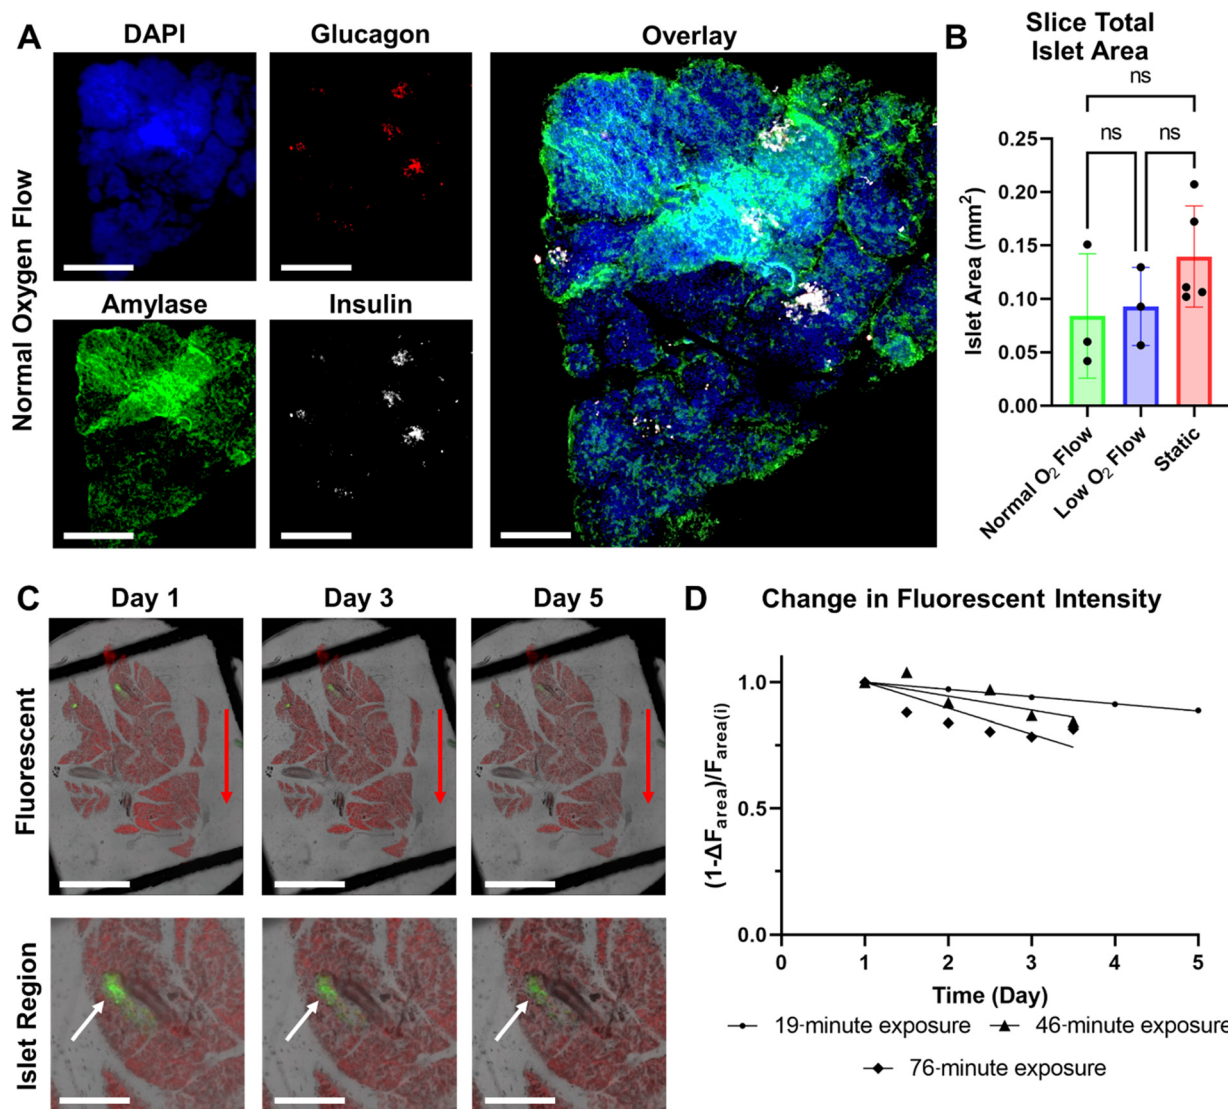 A
DAPI
Glucagon
Overlay
Normal Oxygen Flow
Amylase
Insulin
B
Slice Total
Islet Area
ns
ns
ns
Islet Area (mm²)
0.25
0.20
0.15
0.10
0.05
0.00
Normal O₂ Flow
Low O₂ Flow
Static
C
Day 1
Day 3
Day 5
Fluorescent
Islet Region
D
Change in Fluorescent Intensity
(1-ΔF_area)/F_area(i)
1.0
0.5
0.0
0
1
2
3
4
5
Time (Day)
19-minute exposure
46-minute exposure
76-minute exposure